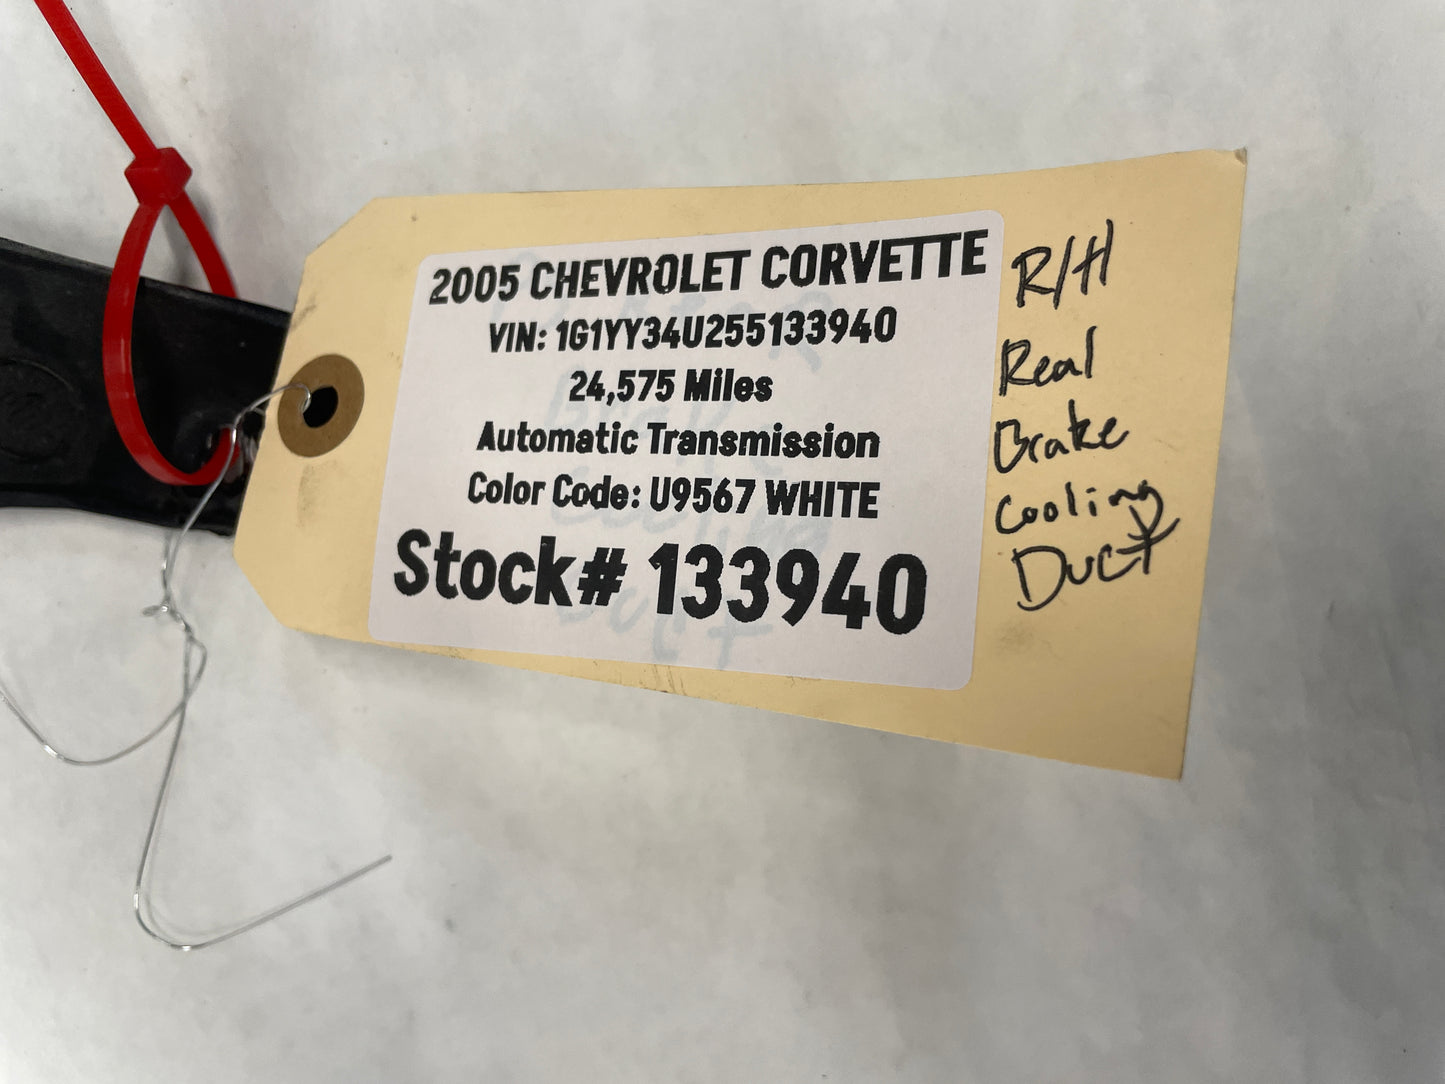 2005 CHEVROLET CORVETTE
VIN: 1G1YY34U255133940
24,575 Miles
Automatic Transmission
Color Code: U9567 WHITE
Stock# 133940
R/H
Real
Brake
Cooling
Duct